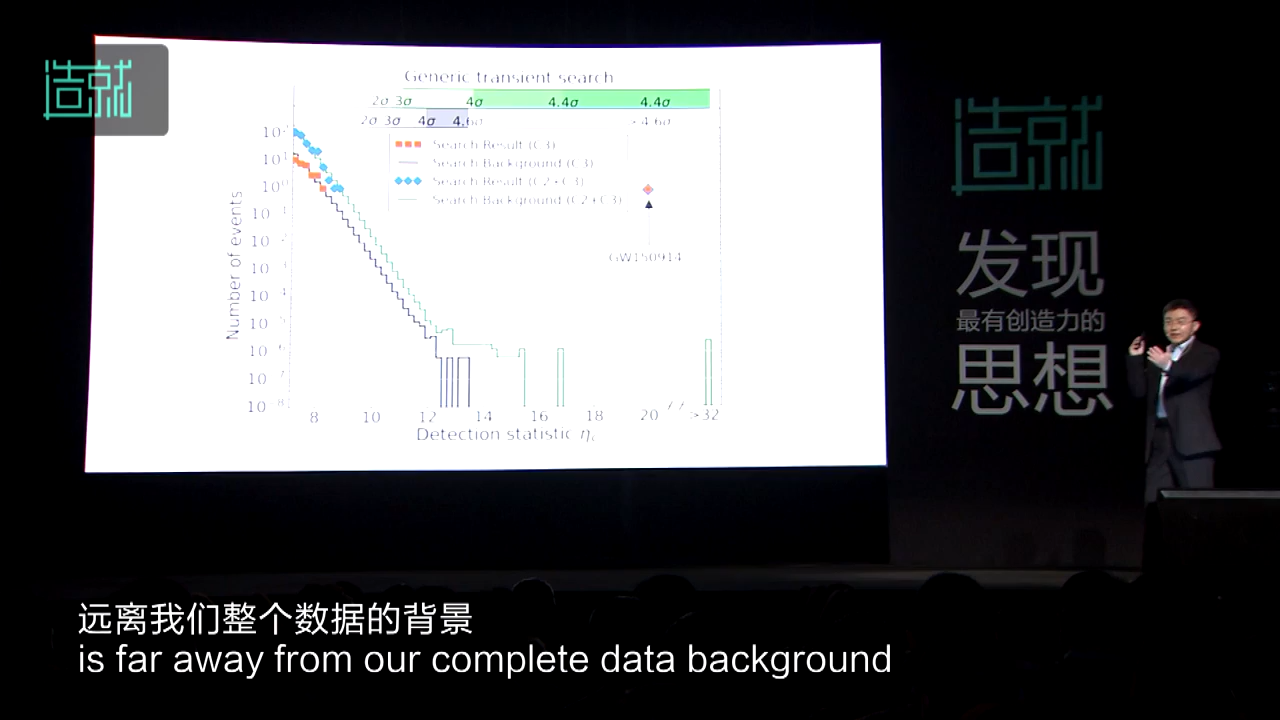 造就
Generic transient search
2σ 3σ 4σ 4.4σ 4.4σ
2σ 3σ 4σ 4.6σ > 4.6σ
Search Result (C3)
Search Background (C3)
Search Result (C2+C3)
Search Background (C2+C3)
GW150914
Number of events
10⁰
10
8 10 12 14 16 18 20 >32
Detection statistic ηc
造就
发现
最有创造力的
思想
远离我们整个数据的背景
is far away from our complete data background